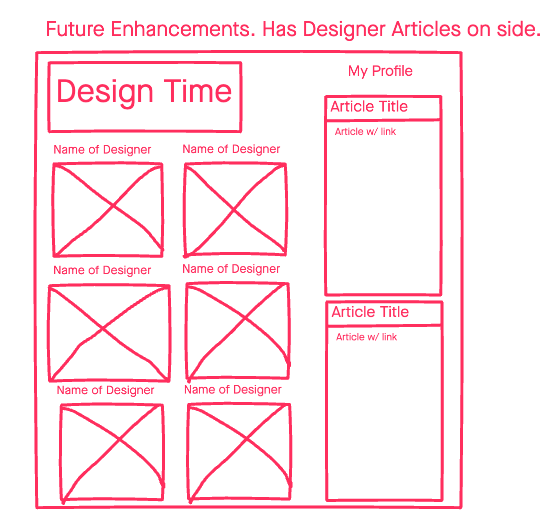 Future Enhancements. Has Designer Articles on side.
My Profile
Design Time
Article Title
Article w/ link
Name of Designer
Name of Designer
Name of Designer
Name of Designer
Article Title
Article w/ link
Name of Designer
Name of Designer